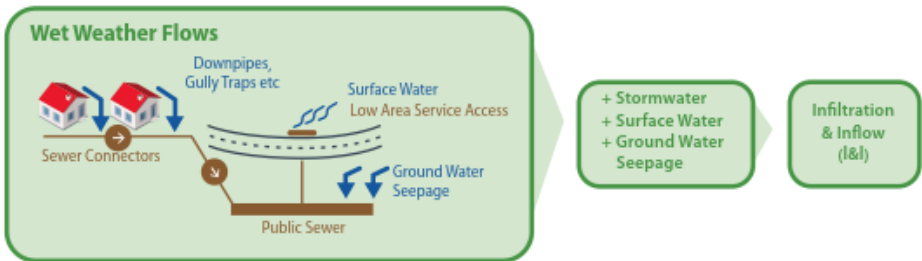 Wet Weather Flows
Downpipes,
Gully Traps etc
Surface Water
Low Area Service Access
Sewer Connectors
Ground Water
Seepage
Public Sewer
+ Stormwater
+ Surface Water
+ Ground Water
Seepage
Infiltration
& Inflow
(I&I)